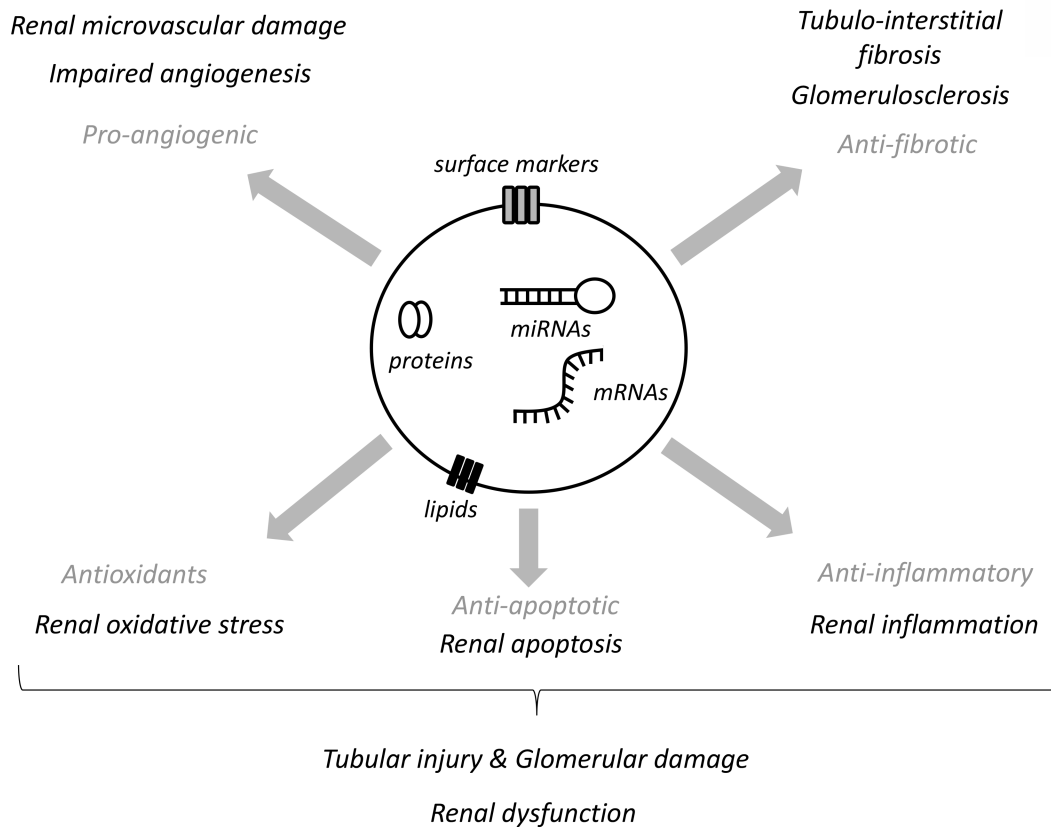 Renal microvascular damage
Impaired angiogenesis
Pro-angiogenic
Tubulo-interstitial
fibrosis
Glomerulosclerosis
Anti-fibrotic
surface markers
miRNAs
proteins
mRNAs
lipids
Antioxidants
Renal oxidative stress
Anti-apoptotic
Renal apoptosis
Anti-inflammatory
Renal inflammation
Tubular injury & Glomerular damage
Renal dysfunction